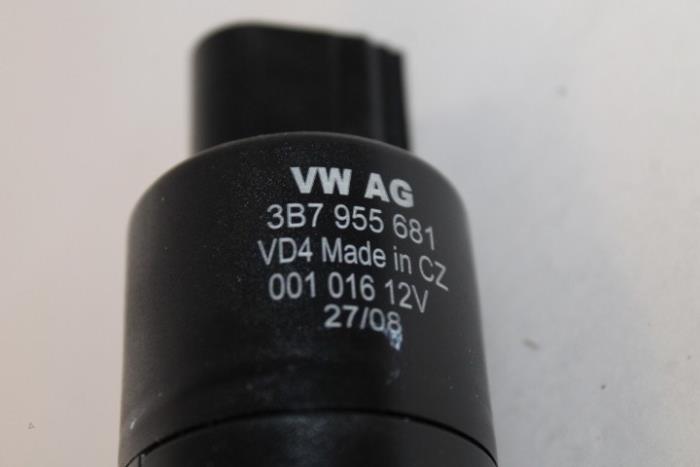 VW AG
3B7 955 681
VD4 Made in CZ
001 016 12V
27/08